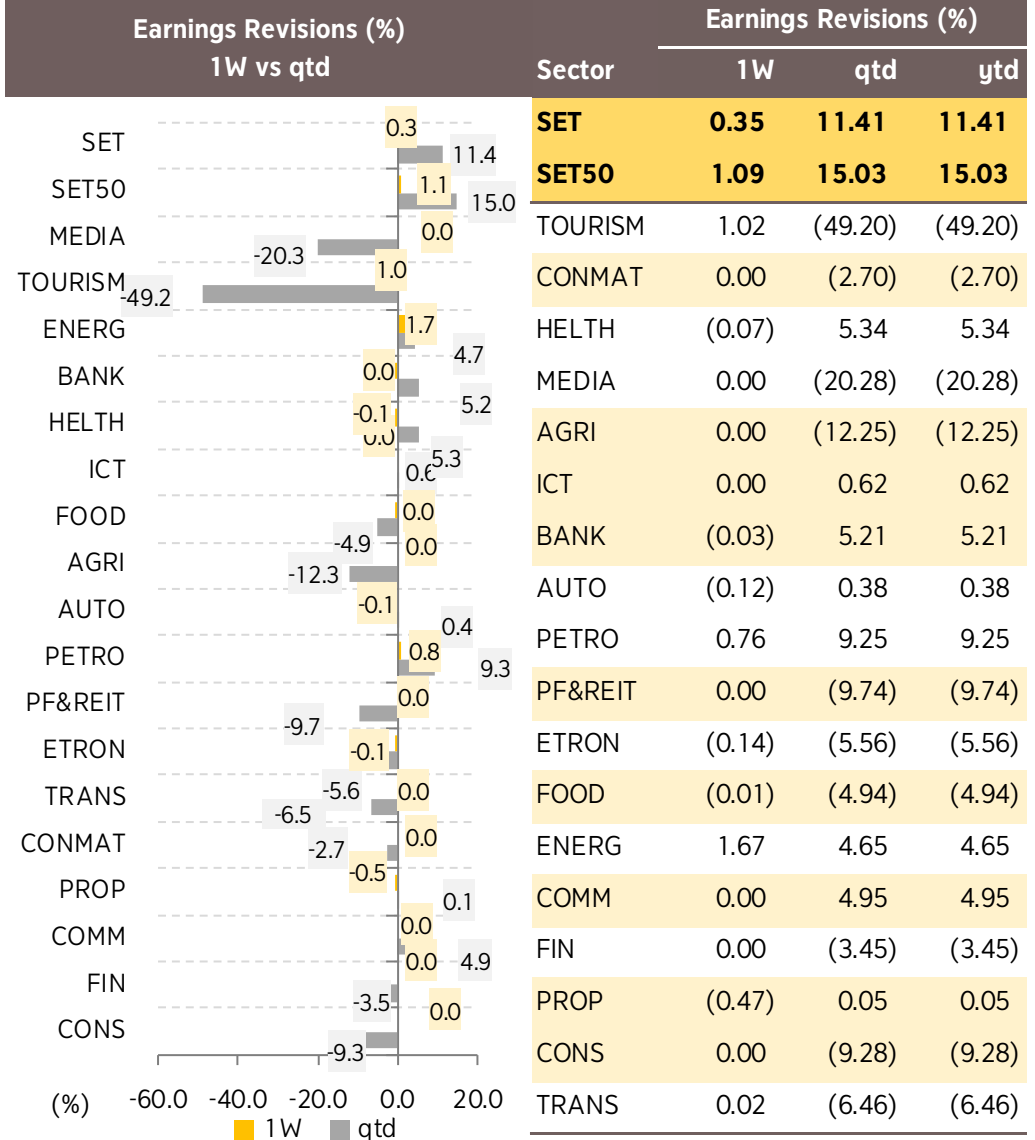 Earnings Revisions (%)
1W vs qtd
SET
0.3
11.4
SET50
1.1
15.0
MEDIA
0.0
-20.3
TOURISM
1.0
-49.2
ENERG
1.7
4.7
BANK
0.0
5.2
HELTH
-0.1
0.0
5.3
ICT
0.6
FOOD
0.0
-4.9
AGRI
0.0
-12.3
AUTO
-0.1
0.4
PETRO
0.8
9.3
PF&REIT
0.0
-9.7
ETRON
-0.1
-5.6
TRANS
0.0
-6.5
CONMAT
0.0
-2.7
PROP
-0.5
0.1
COMM
0.0
4.9
FIN
0.0
-3.5
CONS
0.0
-9.3
(%) -60.0 -40.0 -20.0 0.0 20.0
1W qtd
Earnings Revisions (%)
Sector 1W qtd ytd
SET 0.35 11.41 11.41
SET50 1.09 15.03 15.03
TOURISM 1.02 (49.20) (49.20)
CONMAT 0.00 (2.70) (2.70)
HELTH (0.07) 5.34 5.34
MEDIA 0.00 (20.28) (20.28)
AGRI 0.00 (12.25) (12.25)
ICT 0.00 0.62 0.62
BANK (0.03) 5.21 5.21
AUTO (0.12) 0.38 0.38
PETRO 0.76 9.25 9.25
PF&REIT 0.00 (9.74) (9.74)
ETRON (0.14) (5.56) (5.56)
FOOD (0.01) (4.94) (4.94)
ENERG 1.67 4.65 4.65
COMM 0.00 4.95 4.95
FIN 0.00 (3.45) (3.45)
PROP (0.47) 0.05 0.05
CONS 0.00 (9.28) (9.28)
TRANS 0.02 (6.46) (6.46)